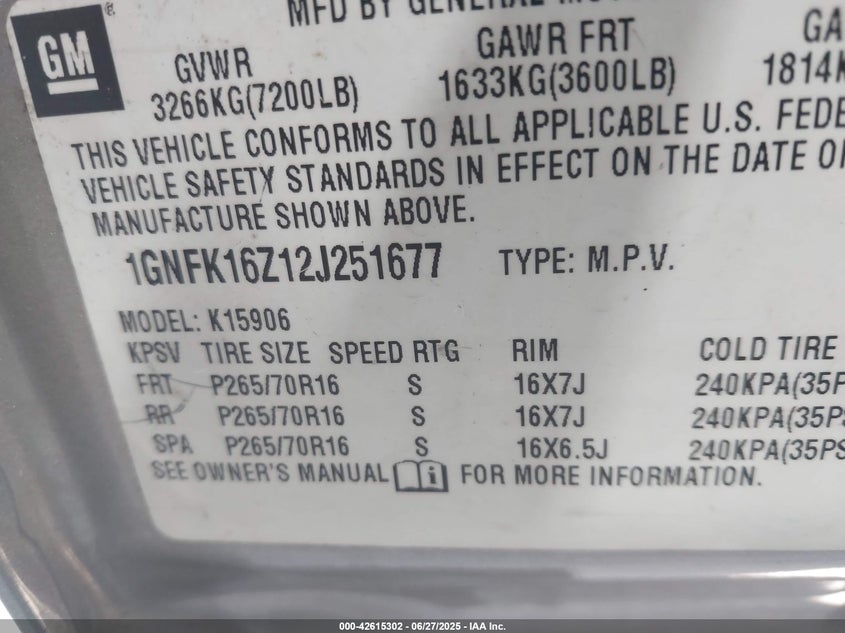 MFD BY GENERAL MO
GM ®
GVWR GAWR FRT GA
3266KG(7200LB) 1633KG(3600LB) 1814K
THIS VEHICLE CONFORMS TO ALL APPLICABLE U.S. FEDE
VEHICLE SAFETY STANDARDS IN EFFECT ON THE DATE O
MANUFACTURE SHOWN ABOVE.
1GNFK16Z12J251677 TYPE: M.P.V.
MODEL: K15906
KPSV TIRE SIZE SPEED RTG RIM COLD TIRE
FRT P265/70R16 S 16X7J 240KPA(35P
RR P265/70R16 S 16X7J 240KPA(35PS
SPA P265/70R16 S 16X6.5J 240KPA(35PS
SEE OWNER'S MANUAL i FOR MORE INFORMATION.
000-42615302 - 06/27/2025 - IAA Inc.